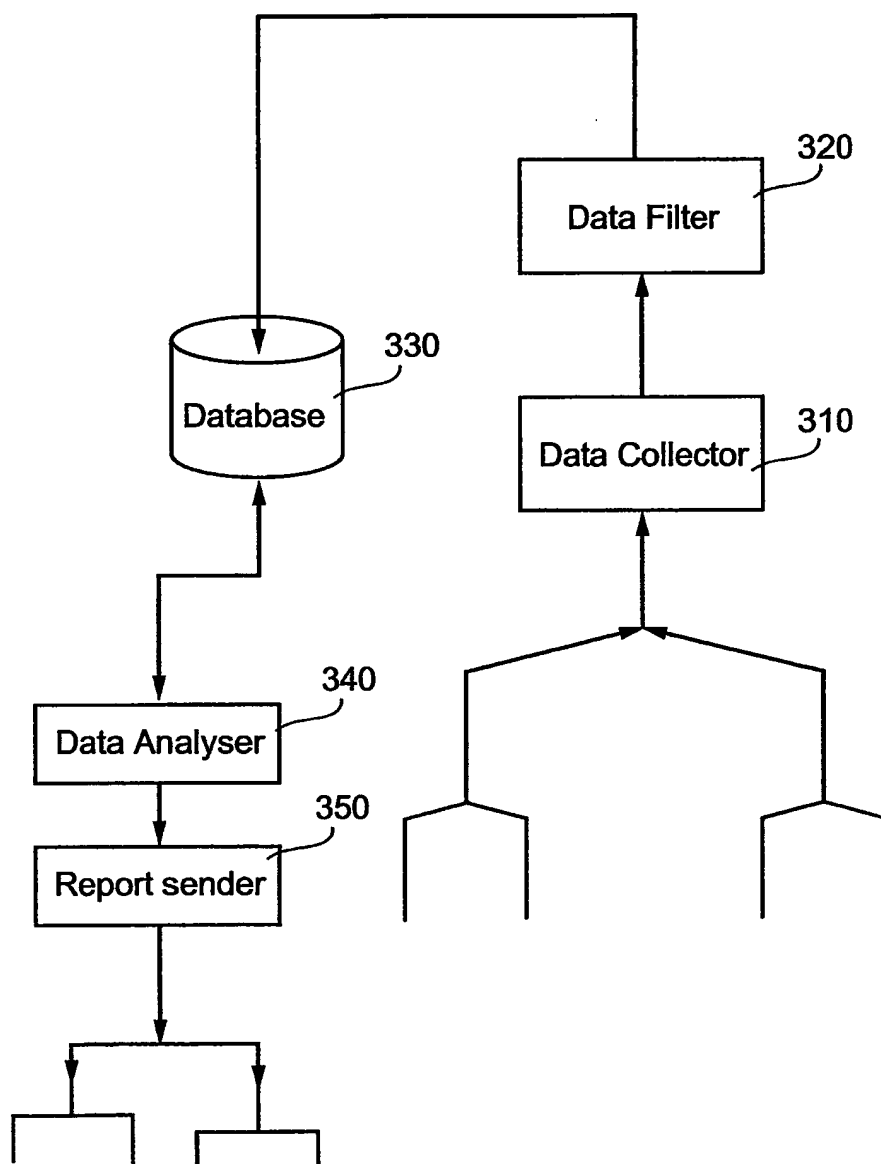 320
Data Filter
330
Database
310
Data Collector
340
Data Analyser
350
Report sender